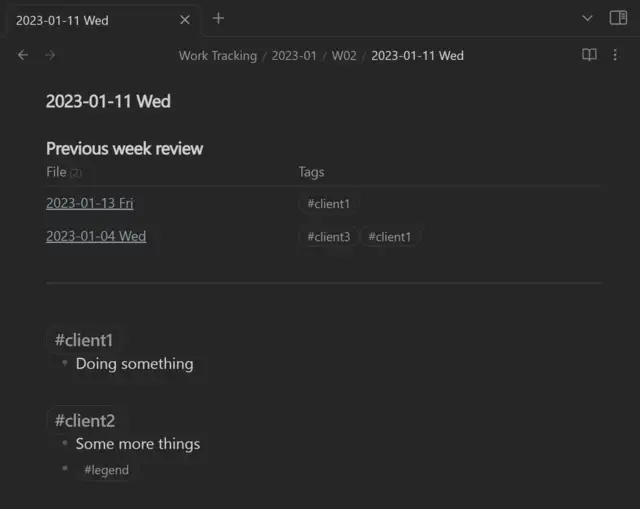 2023-01-11 Wed
Work Tracking / 2023-01 / W02 / 2023-01-11 Wed
2023-01-11 Wed
Previous week review
File (2) Tags
2023-01-13 Fri #client1
2023-01-04 Wed #client3 #client1
#client1
Doing something
#client2
Some more things
#legend